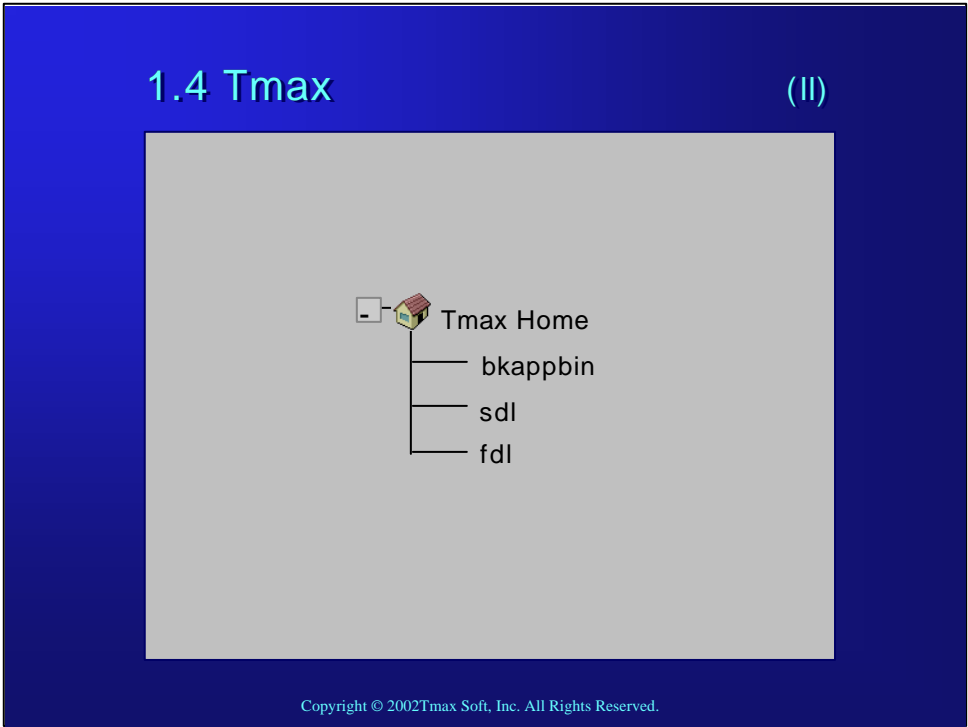 1.4 Tmax (II)
Tmax Home
bkappbin
sdl
fdl
Copyright © 2002Tmax Soft, Inc. All Rights Reserved.